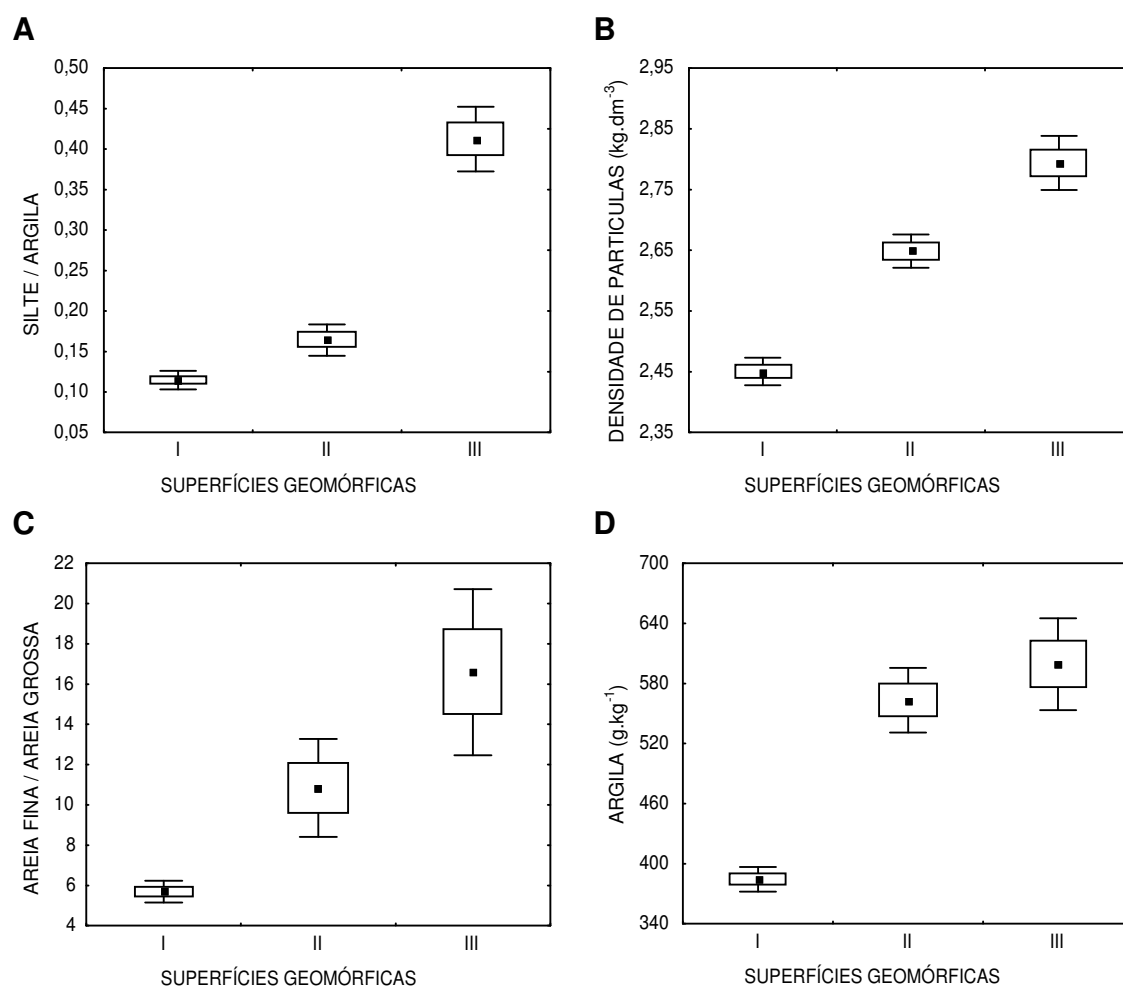 A
0,50
0,45
0,40
0,35
0,30
0,25
0,20
0,15
0,10
0,05
SILTE / ARGILA
I II III
SUPERFÍCIES GEOMÓRFICAS
B
2,95
2,85
2,75
2,65
2,55
2,45
2,35
DENSIDADE DE PARTICULAS (kg.dm⁻³)
I II III
SUPERFÍCIES GEOMÓRFICAS
C
22
20
18
16
14
12
10
8
6
4
AREIA FINA / AREIA GROSSA
I II III
SUPERFÍCIES GEOMÓRFICAS
D
700
640
580
520
460
400
340
ARGILA (g.kg⁻¹)
I II III
SUPERFÍCIES GEOMÓRFICAS